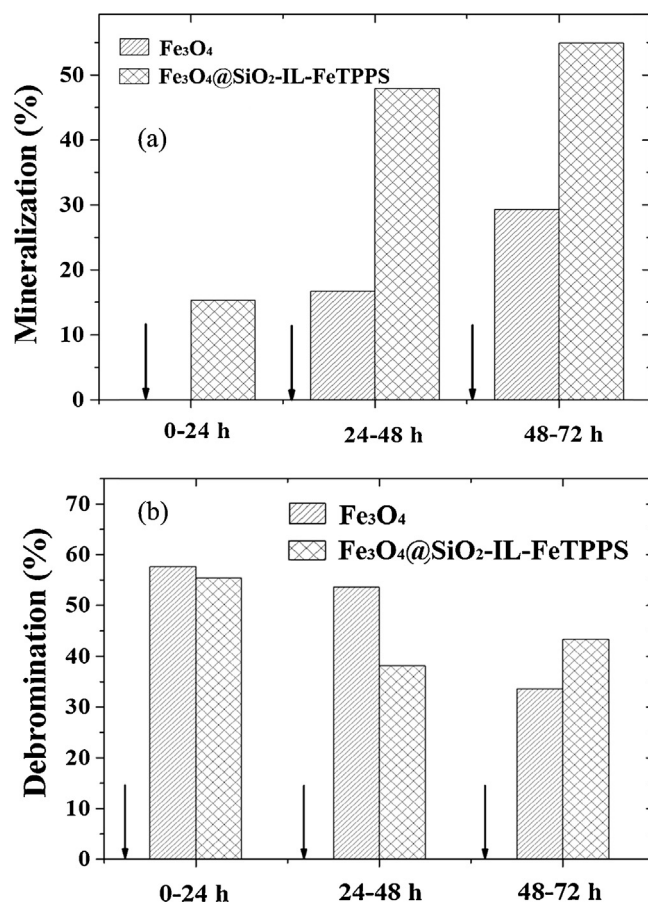 Fe₃O₄
Fe₃O₄@SiO₂-IL-FeTPPS
(a)
Mineralization (%)
50
40
30
20
10
0
0-24 h 24-48 h 48-72 h
(b)
Fe₃O₄
Fe₃O₄@SiO₂-IL-FeTPPS
Debromination (%)
70
60
50
40
30
20
10
0
0-24 h 24-48 h 48-72 h